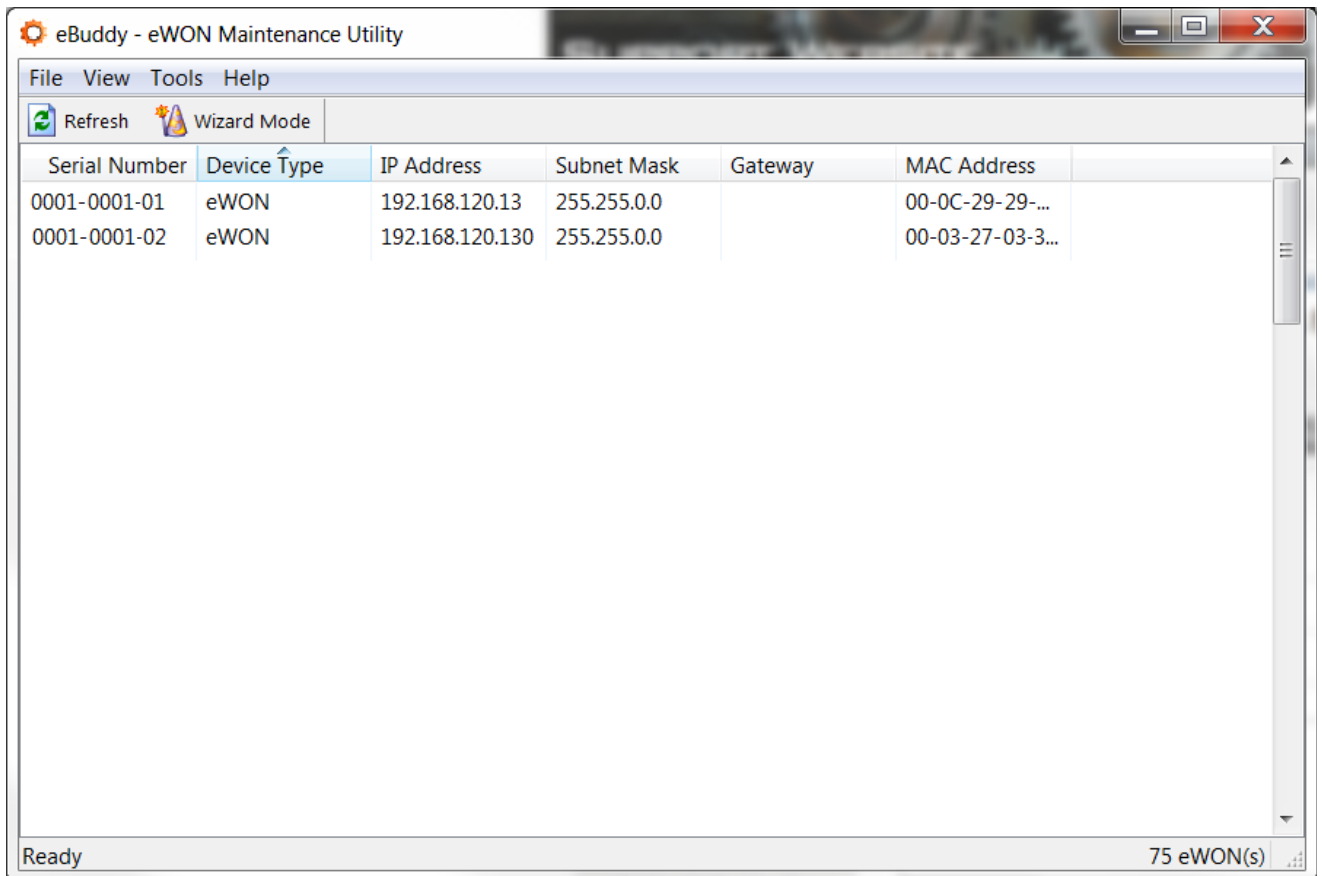 eBuddy - eWON Maintenance Utility
SUPPORT WEBSITE
File View Tools Help
Refresh Wizard Mode
Serial Number Device Type IP Address Subnet Mask Gateway MAC Address
0001-0001-01 eWON 192.168.120.13 255.255.0.0 00-0C-29-29-...
0001-0001-02 eWON 192.168.120.130 255.255.0.0 00-03-27-03-3...
Ready 75 eWON(s)